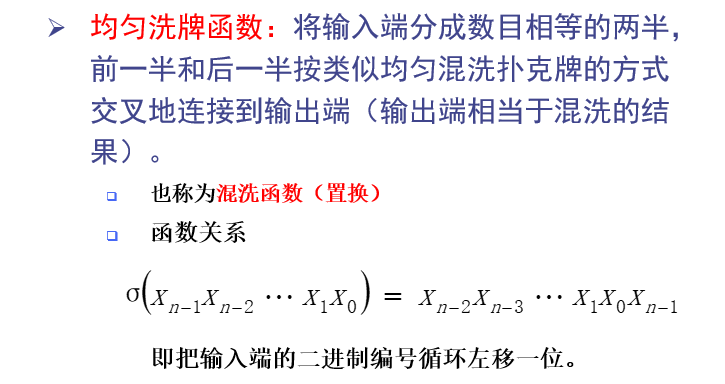 ➢ 均匀洗牌函数：将输入端分成数目相等的两半，
前一半和后一半按类似均匀混洗扑克牌的方式
交叉地连接到输出端（输出端相当于混洗的结
果）。
❑ 也称为混洗函数（置换）
❑ 函数关系
σ(X_{n−1}X_{n−2} ⋯ X_1X_0) = X_{n−2}X_{n−3} ⋯ X_1X_0X_{n−1}
即把输入端的二进制编号循环左移一位。